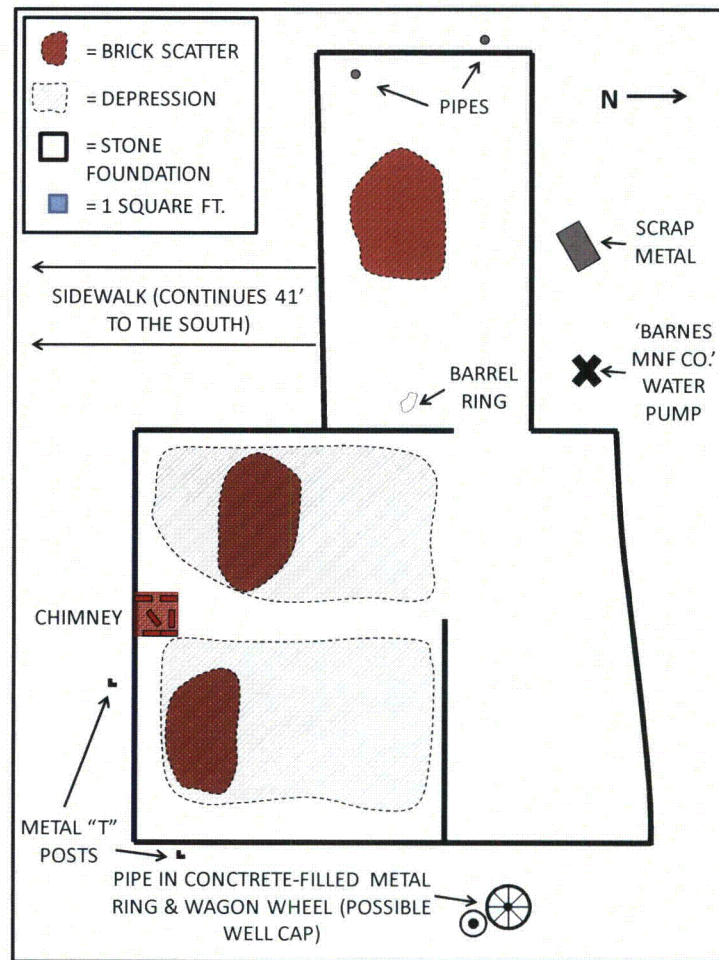 = BRICK SCATTER
= DEPRESSION
= STONE
FOUNDATION
= 1 SQUARE FT.
PIPES
N
SCRAP
METAL
SIDEWALK (CONTINUES 41'
TO THE SOUTH)
'BARNES
MNF CO.'
WATER
PUMP
BARREL
RING
CHIMNEY
METAL "T"
POSTS
PIPE IN CONCTRETE-FILLED METAL
RING & WAGON WHEEL (POSSIBLE
WELL CAP)